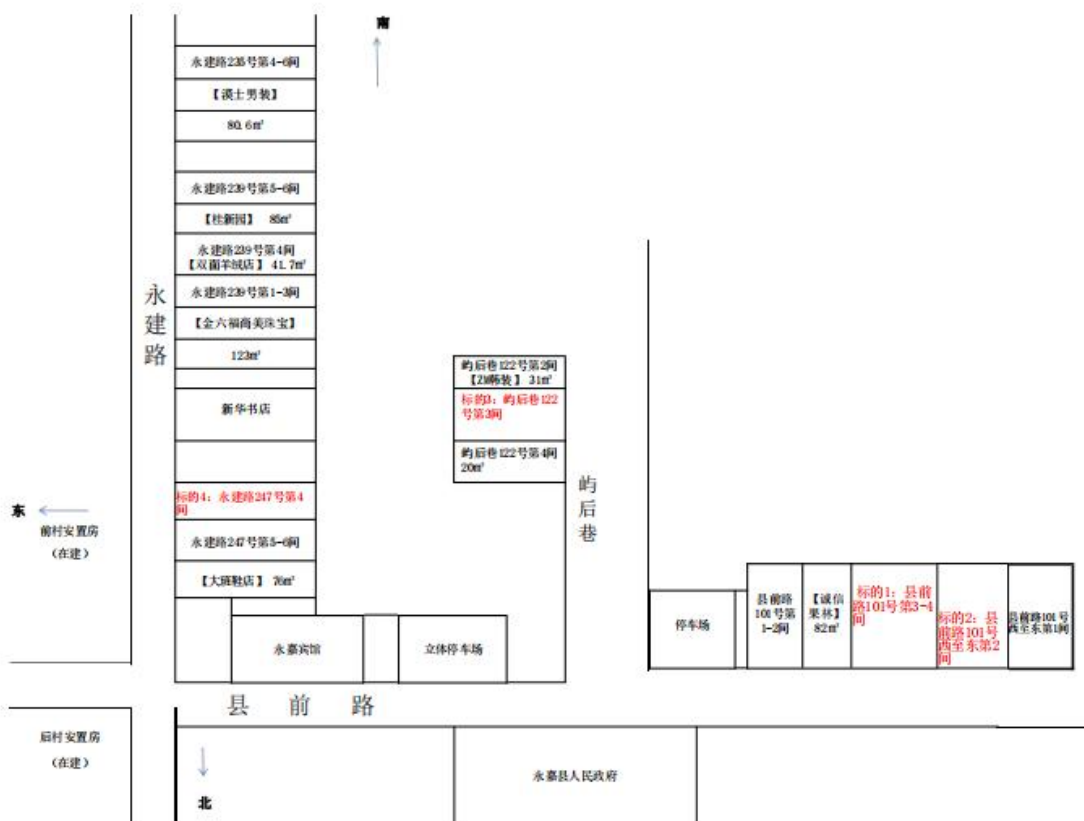 南
永建路235号第4-6间
【漠士男装】
80.6㎡
永建路239号第5-6间
【桂新园】 85㎡
永建路239号第4间
【双面羊绒店】 41.7㎡
永建路239号第1-3间
【金六福尚美珠宝】
123㎡
新华书店
标的4：永建路247号第4
间
永建路247号第5-6间
【大班鞋店】 76㎡
永建路
东
前村安置房
（在建）
屿后巷122号第2间
【ZM韩装】 31㎡
标的3：屿后巷122
号第3间
屿后巷122号第4间
20㎡
屿后巷
停车场
县前路
101号第
1-2间
【诚信
果林】
82㎡
标的1：县前
路101号第3-4
间
标的2：县
前路101号
西至东第2
间
县前路101号
西至东第1间
永嘉宾馆
立体停车场
县前路
后村安置房
（在建）
北
永嘉县人民政府